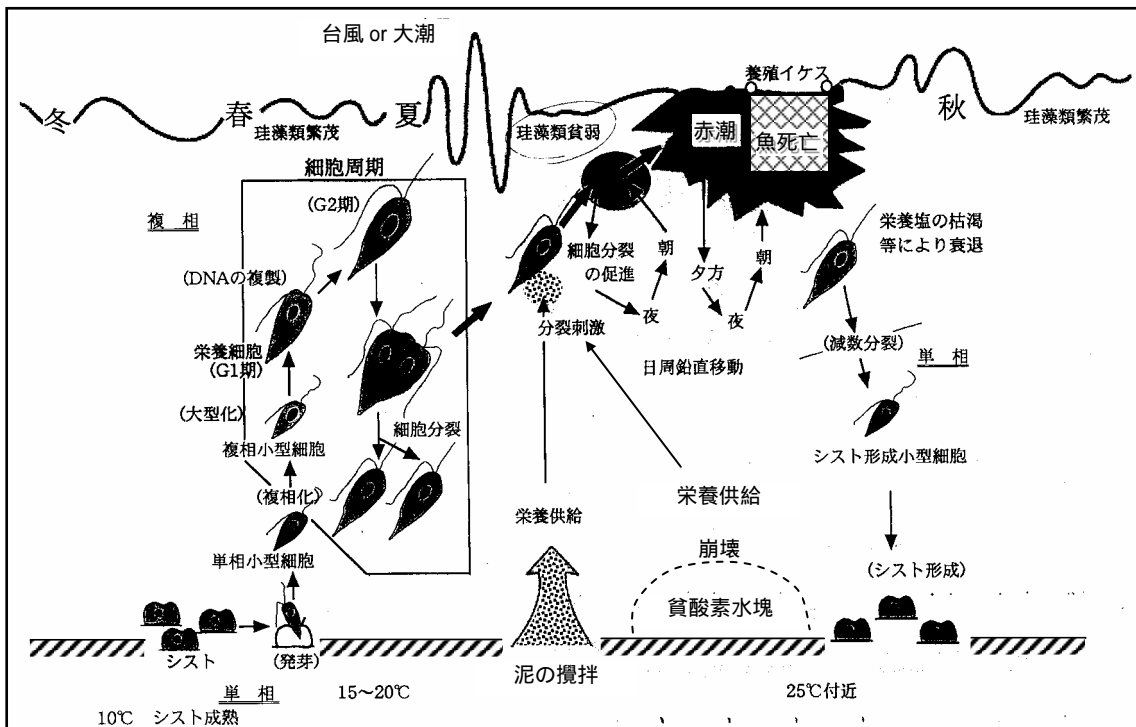 台風 or 大潮
養殖イケス
冬
春
珪藻類繁茂
夏
珪藻類貧弱
赤潮
魚死亡
秋
珪藻類繁茂
細胞周期
複 相
(G2期)
(DNAの複製)
栄養細胞
(G1期)
(大型化)
複相小型細胞
(複相化)
単相小型細胞
細胞分裂
シスト
(発芽)
単 相
10℃ シスト成熟
15~20℃
細胞分裂
の促進
朝
夜
分裂刺激
夕方
夜
朝
日周鉛直移動
栄養供給
栄養供給
泥の攪拌
崩壊
貧酸素水塊
25℃付近
栄養塩の枯渇
等により衰退
(減数分裂)
単相
シスト形成小型細胞
(シスト形成)